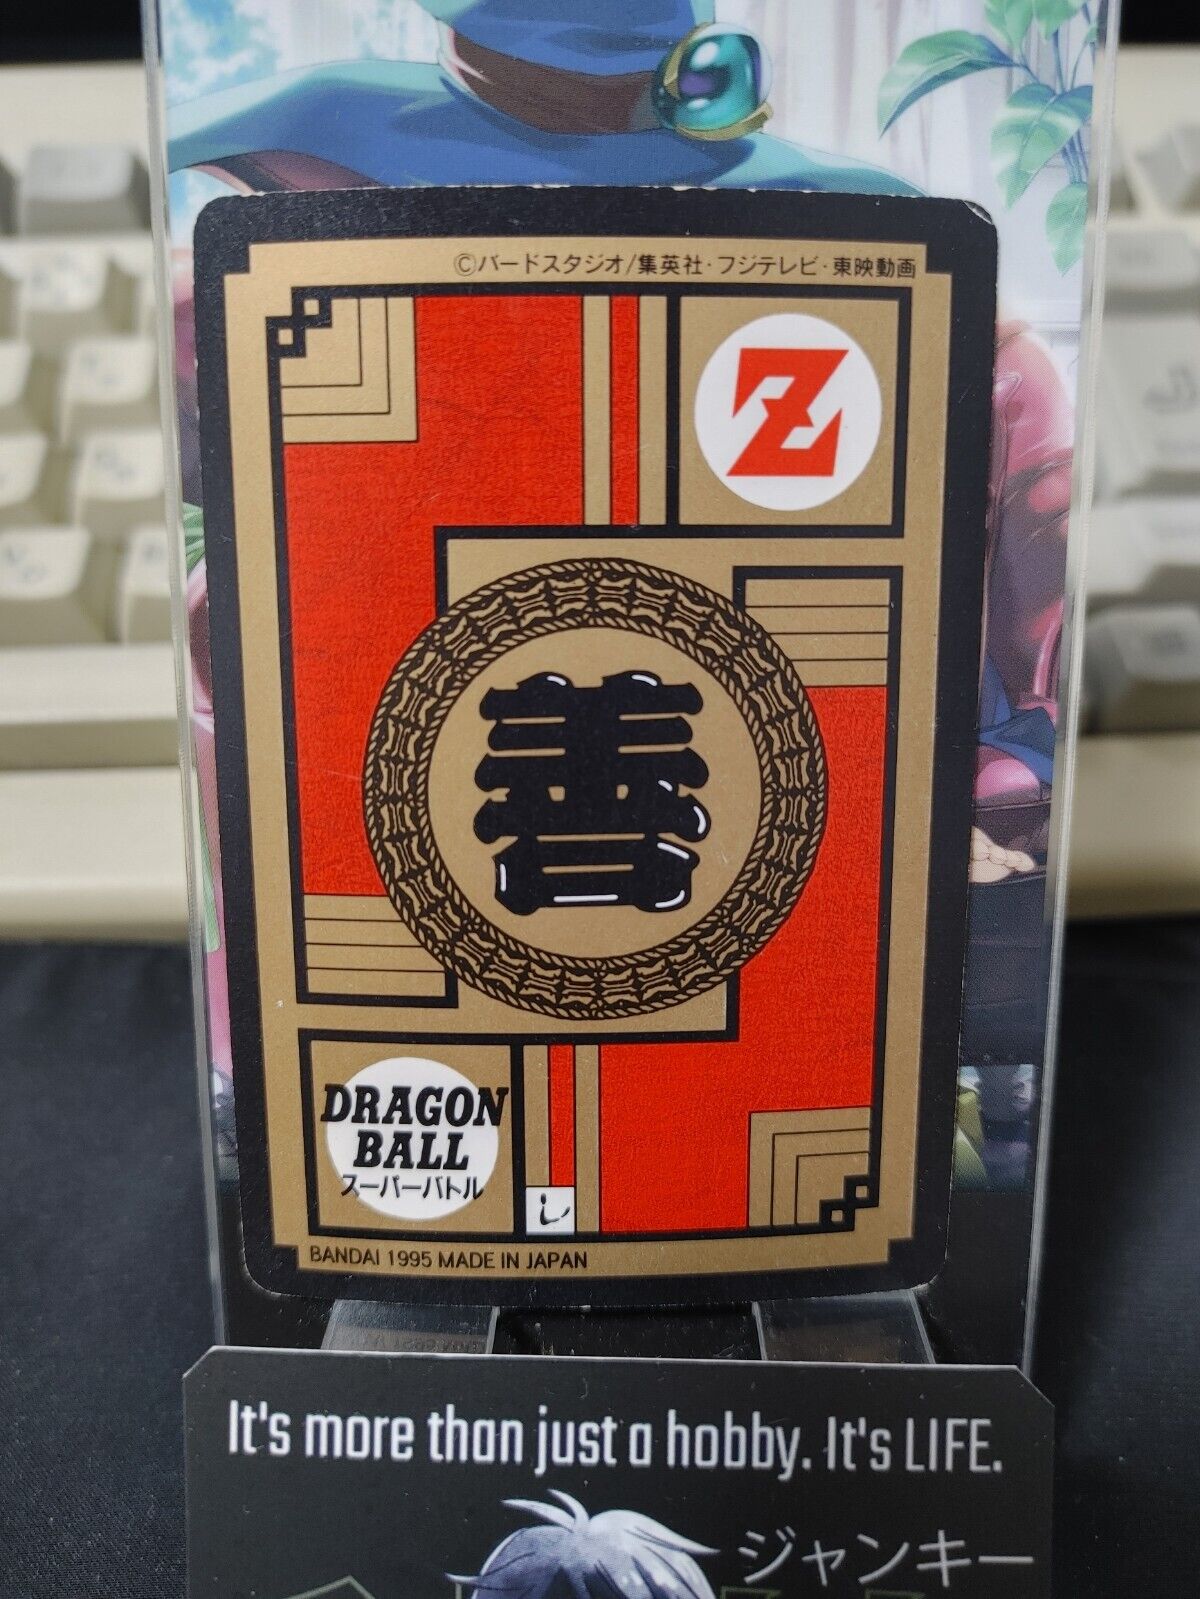 ©バードスタジオ/集英社・フジテレビ・東映動画
Z
善
DRAGON
BALL
スーパーバトル
し
BANDAI 1995 MADE IN JAPAN
It's more than just a hobby. It's LIFE.
ジャンキー